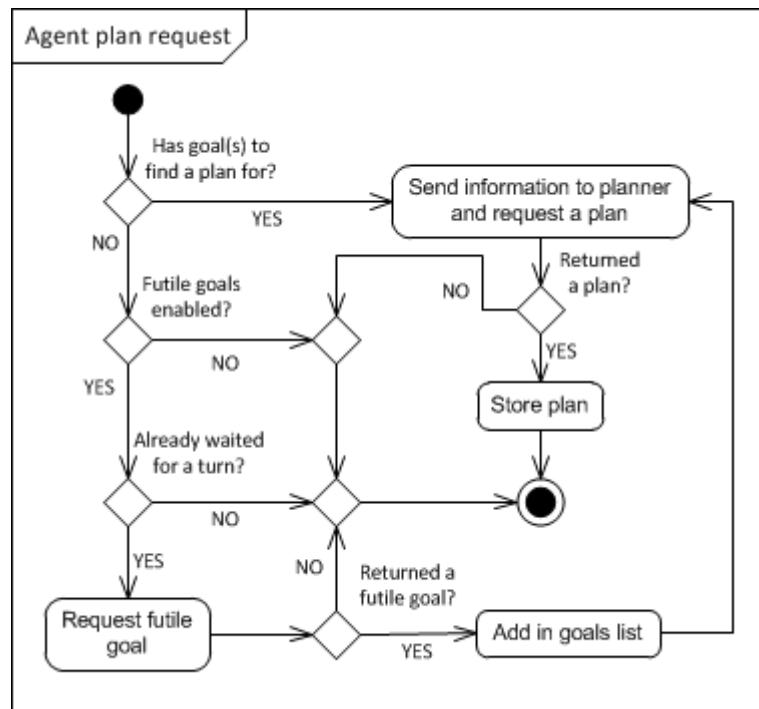 Agent plan request
Has goal(s) to
find a plan for?
Send information to planner
and request a plan
YES
NO
Returned
a plan?
NO
Futile goals
enabled?
YES
NO
YES
Store plan
Already waited
for a turn?
NO
YES
NO
Returned a
futile goal?
Request futile
goal
Add in goals list
YES